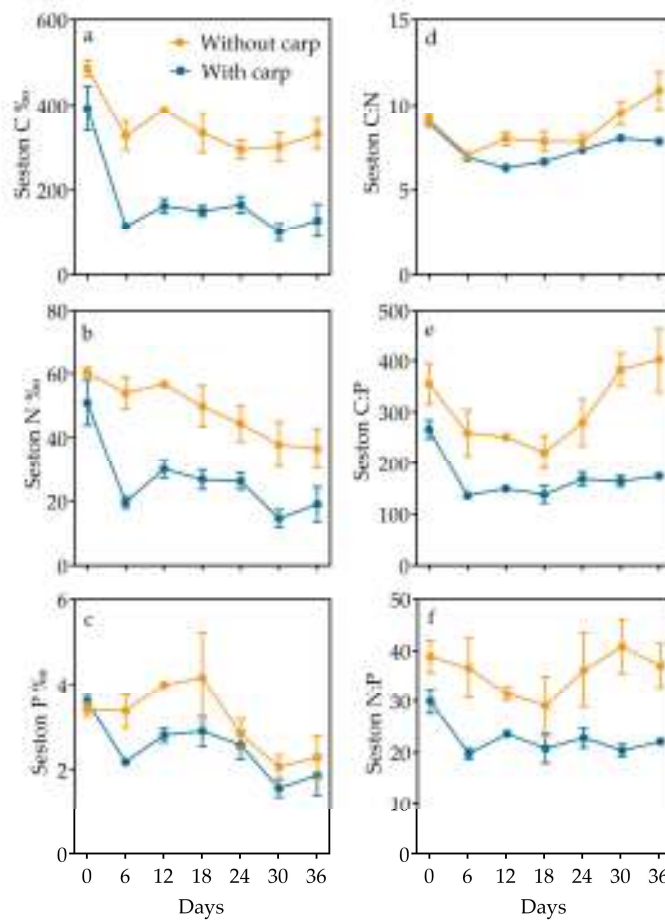 600
400
200
0
Seston C ‰
a
Without carp
With carp
15
10
5
0
Seston C:N
d
80
60
40
20
0
Seston N ‰
b
500
400
300
200
100
0
Seston C:P
e
6
4
2
0
Seston P ‰
c
0 6 12 18 24 30 36
Days
50
40
30
20
10
0
Seston N:P
f
0 6 12 18 24 30 36
Days